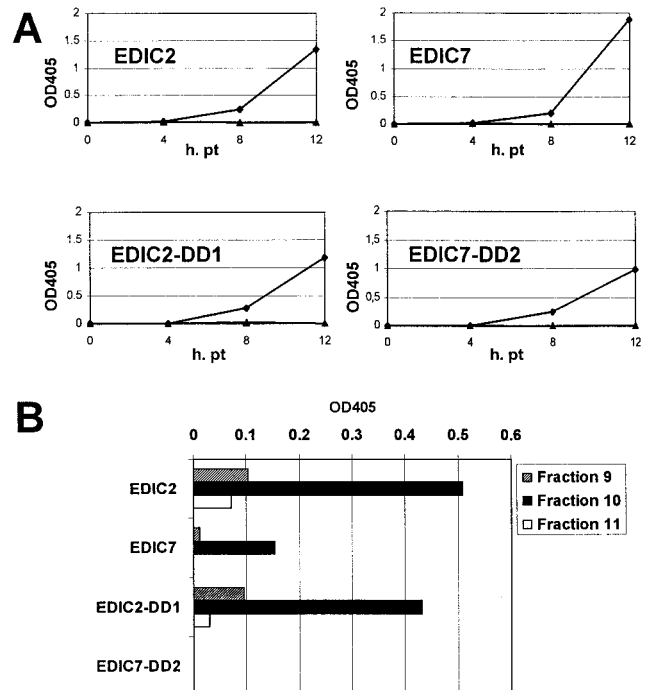 A
EDIC2
OD405
2
1.5
1
0.5
0
0 4 8 12
h. pt
EDIC7
OD405
2
1.5
1
0.5
0
0 4 8 12
h. pt
EDIC2-DD1
OD405
2
1.5
1
0.5
0
0 4 8 12
h. pt
EDIC7-DD2
OD405
2
1,5
1
0,5
0
0 4 8 12
h. pt
B
OD405
0 0.1 0.2 0.3 0.4 0.5 0.6
EDIC2
EDIC7
EDIC2-DD1
EDIC7-DD2
Fraction 9
Fraction 10
Fraction 11